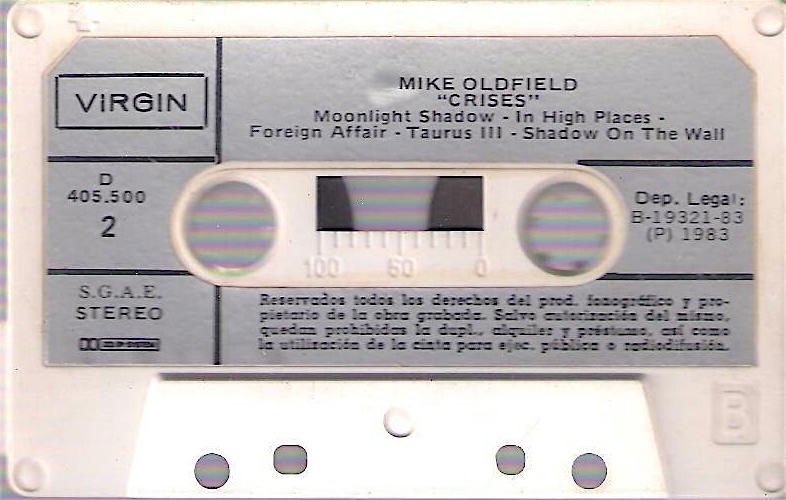 MIKE OLDFIELD
"CRISES"
Moonlight Shadow - In High Places -
Foreign Affair - Taurus III - Shadow On The Wall
VIRGIN
D
405.500
2
Dep. Legal:
B-19321-83
(P) 1983
100 50 0
S.G.A.E.
STEREO
Reservados todos los derechos del prod. fonográfico y pro-
pietario de la obra grabada. Salvo autorización del mismo,
quedan prohibidas la dupl., alquiler y préstamo, así como
la utilización de la cinta para ejec. pública o radiodifusión.
B